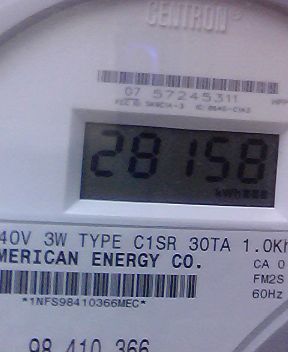 CENTRON®
07 57245311
28158
kWh
40V 3W TYPE C1SR 30TA 1.0Kh
MERICAN ENERGY CO.
CA 0
FM2S
*1NFS98410366MEC*
60Hz
98 410 366